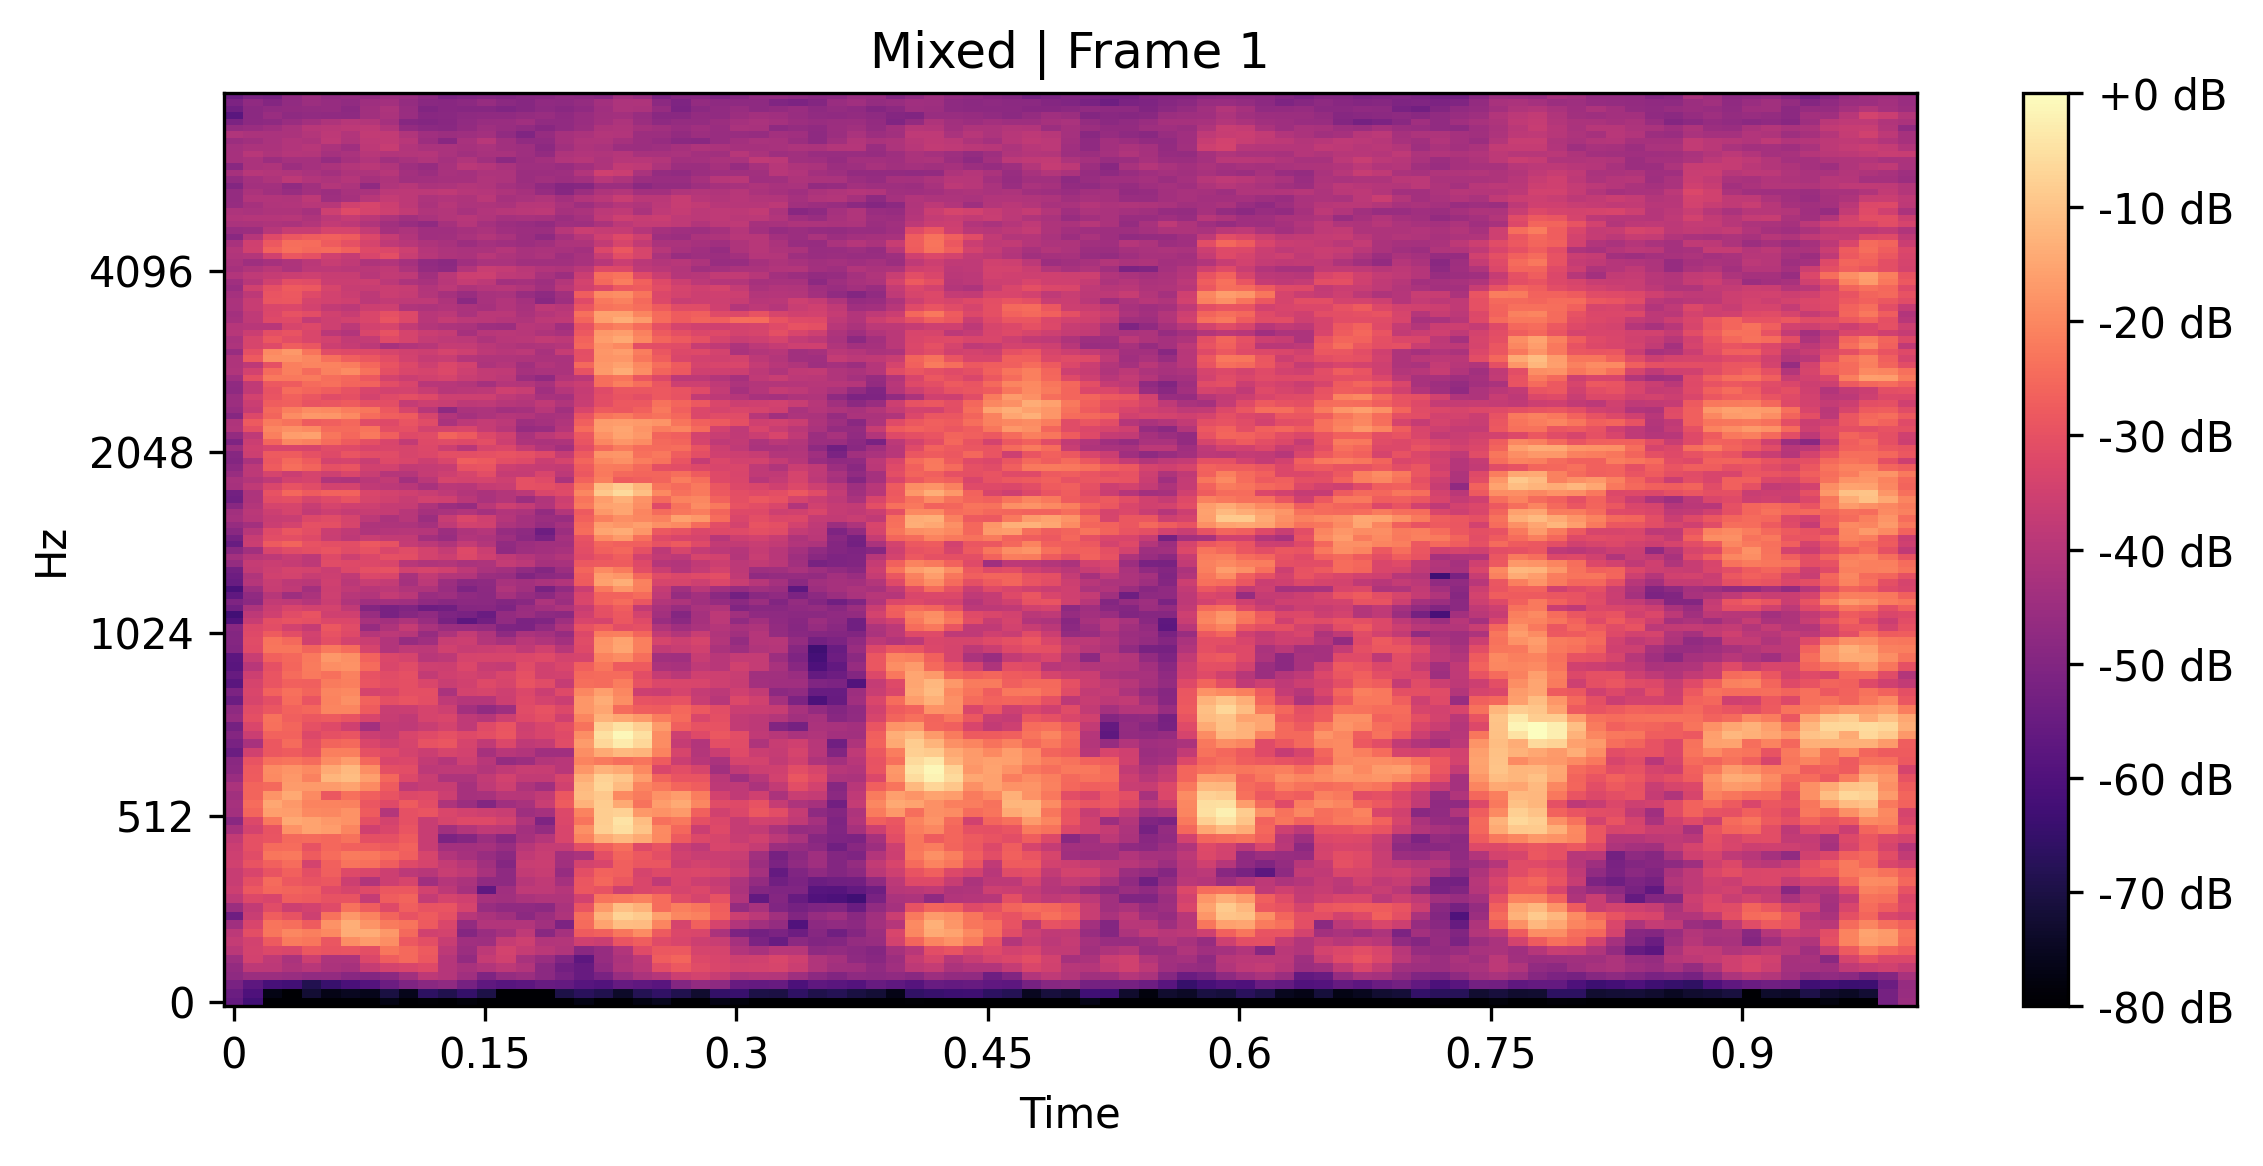 Mixed | Frame 1
Hz
4096
2048
1024
512
0
0 0.15 0.3 0.45 0.6 0.75 0.9
Time
+0 dB
-10 dB
-20 dB
-30 dB
-40 dB
-50 dB
-60 dB
-70 dB
-80 dB